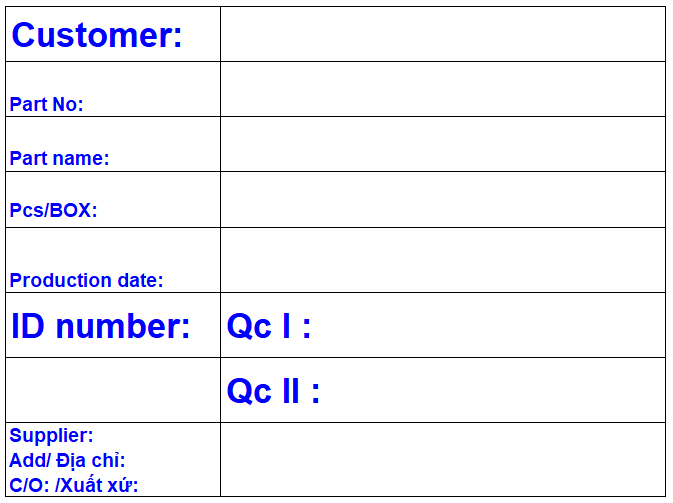 Customer:
Part No:
Part name:
Pcs/BOX:
Production date:
ID number: Qc I :
Qc II :
Supplier:
Add/ Địa chỉ:
C/O: /Xuất xứ: